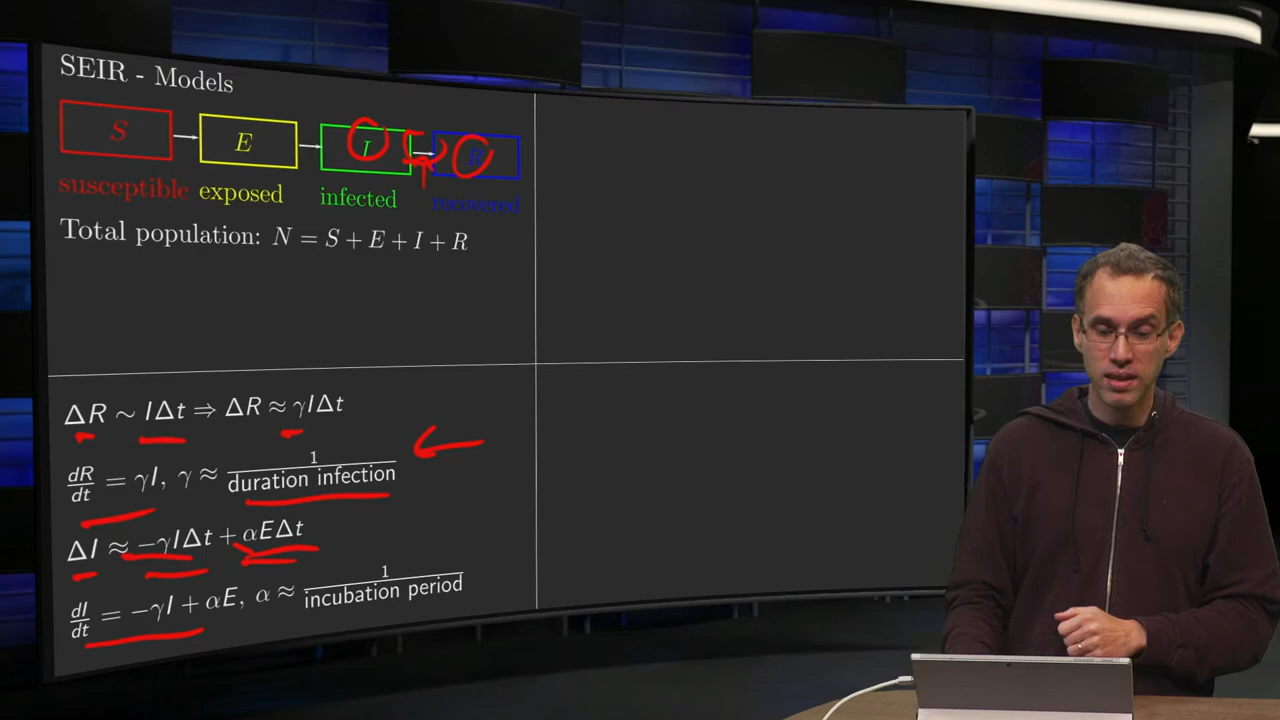 SEIR - Models
S E I R
susceptible exposed infected recovered
Total population: N = S + E + I + R
ΔR ∼ IΔt ⇒ ΔR ≈ γIΔt
dR/dt = γI, γ ≈ 1/duration infection
ΔI ≈ −γIΔt + αEΔt
dI/dt = −γI + αE, α ≈ 1/incubation period